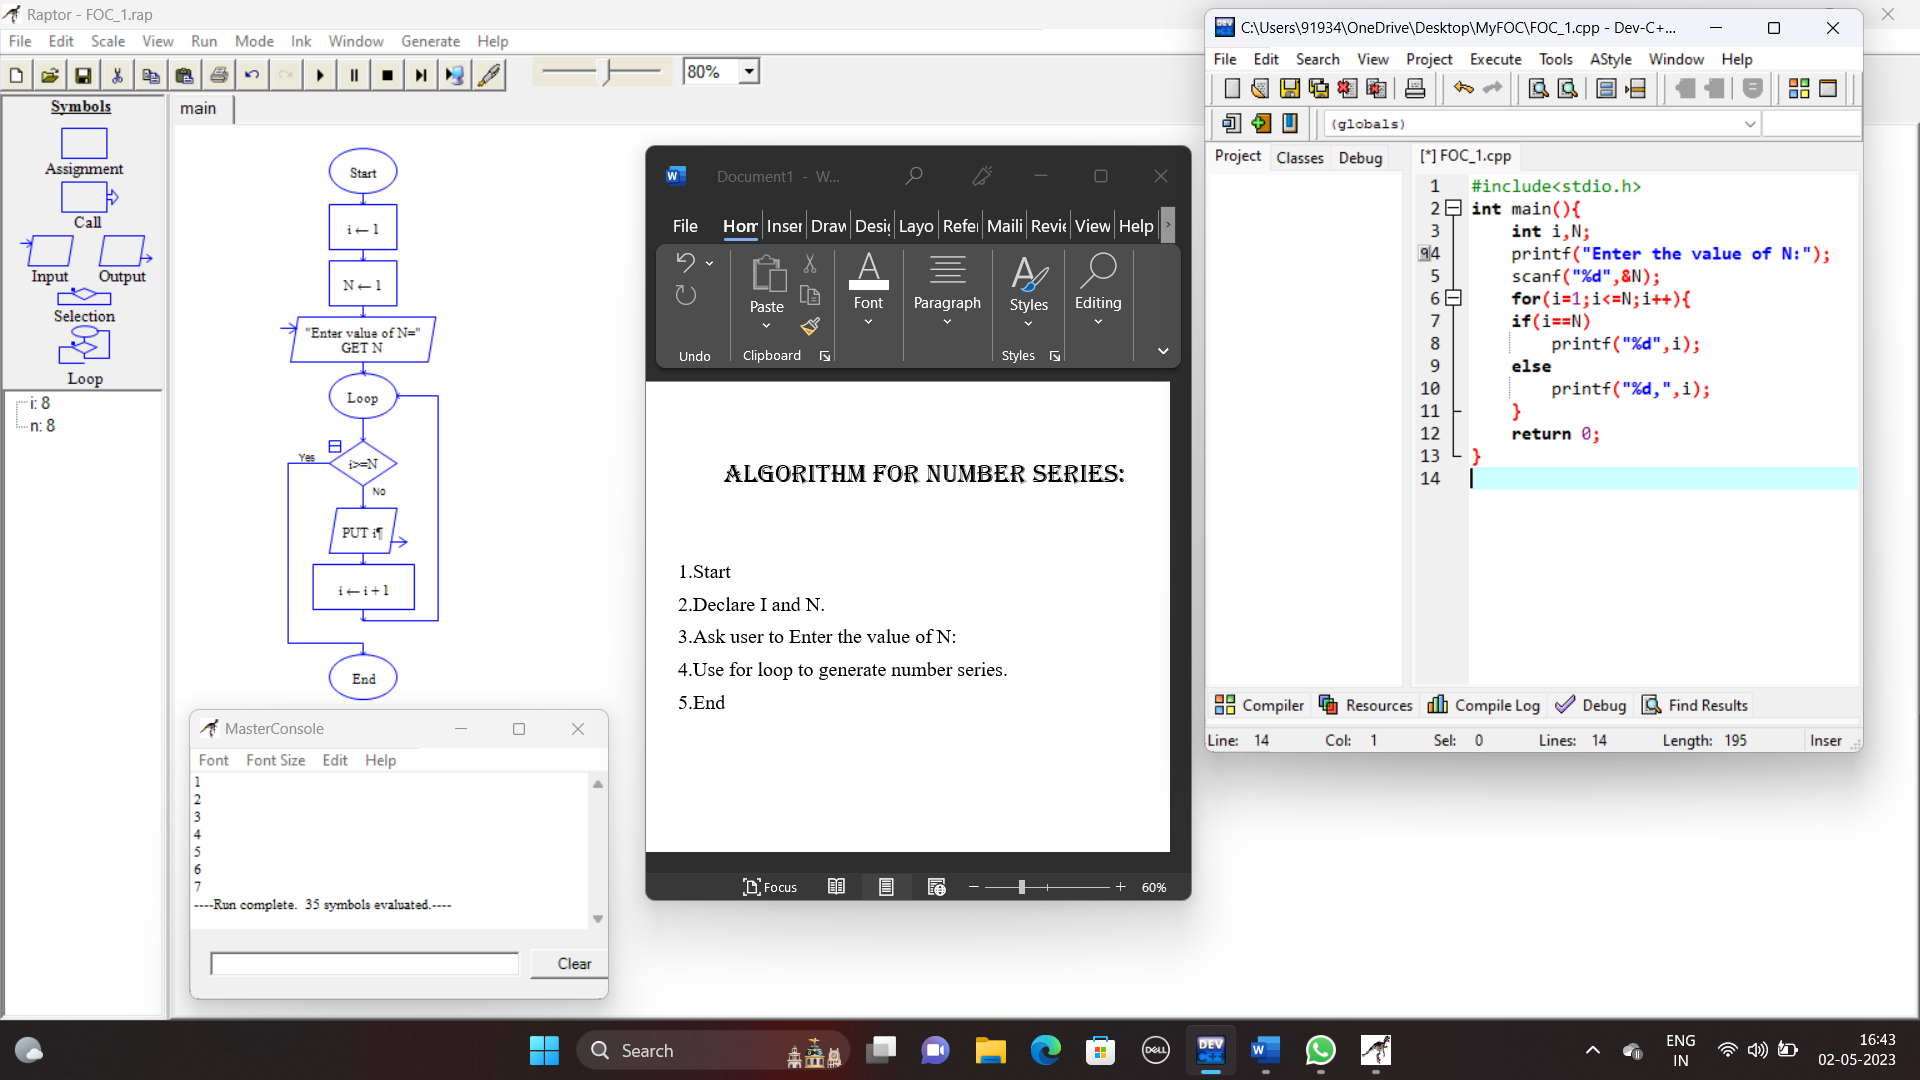 Raptor - FOC_1.rap
File Edit Scale View Run Mode Ink Window Generate Help
80%
Symbols
Assignment
Call
Input Output
Selection
Loop
i: 8
n: 8
main
Start
i ← 1
N ← 1
"Enter value of N="
GET N
Loop
Yes
i>=N
No
PUT i¶
i ← i + 1
End
MasterConsole
Font Font Size Edit Help
1
2
3
4
5
6
7
----Run complete.  35 symbols evaluated.----
Clear
Document1 - W...
File Hom Inser Draw Desig Layo Refer Maili Revie View Help
Undo
Paste
Clipboard
Font
Paragraph
Styles
Styles
Editing
ALGORITHM FOR NUMBER SERIES:
1.Start
2.Declare I and N.
3.Ask user to Enter the value of N:
4.Use for loop to generate number series.
5.End
Focus
60%
C:\Users\91934\OneDrive\Desktop\MyFOC\FOC_1.cpp - Dev-C+...
File Edit Search View Project Execute Tools AStyle Window Help
(globals)
Project Classes Debug
[*] FOC_1.cpp
1 #include<stdio.h>
2 int main(){
3 int i,N;
4 printf("Enter the value of N:");
5 scanf("%d",&N);
6 for(i=1;i<=N;i++){
7 if(i==N)
8 printf("%d",i);
9 else
10 printf("%d,",i);
11 }
12 return 0;
13 }
14
Compiler Resources Compile Log Debug Find Results
Line: 14 Col: 1 Sel: 0 Lines: 14 Length: 195 Inser
Search
DELL
DEV
C++
W
ENG
IN
16:43
02-05-2023